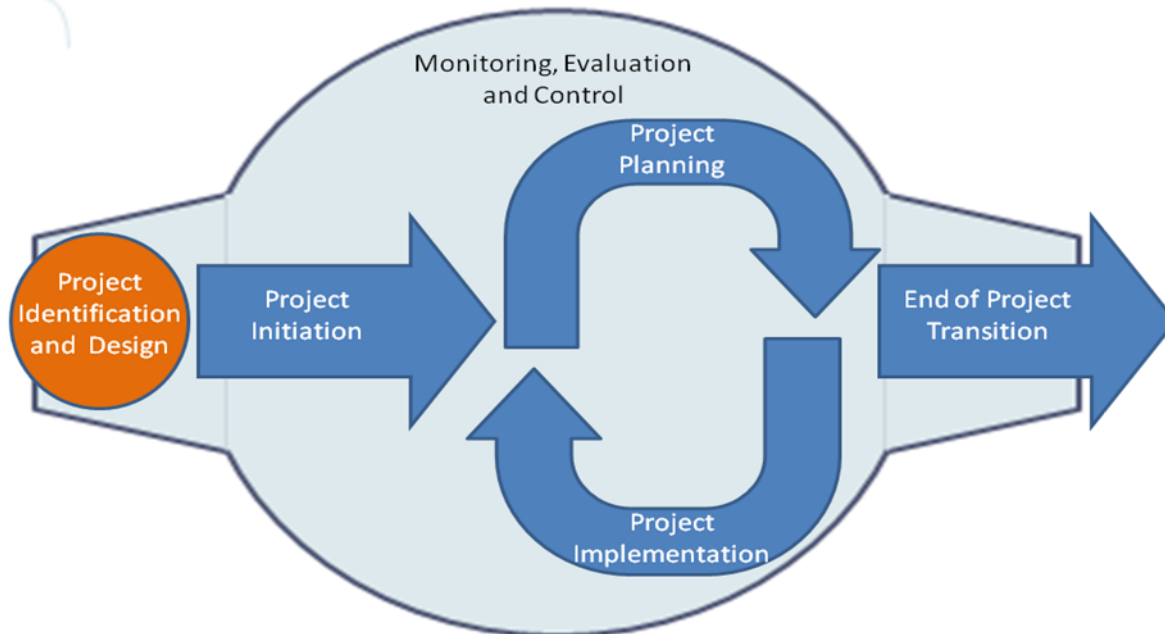 Monitoring, Evaluation
and Control
Project
Planning
Project
Identification
and Design
Project
Initiation
End of Project
Transition
Project
Implementation